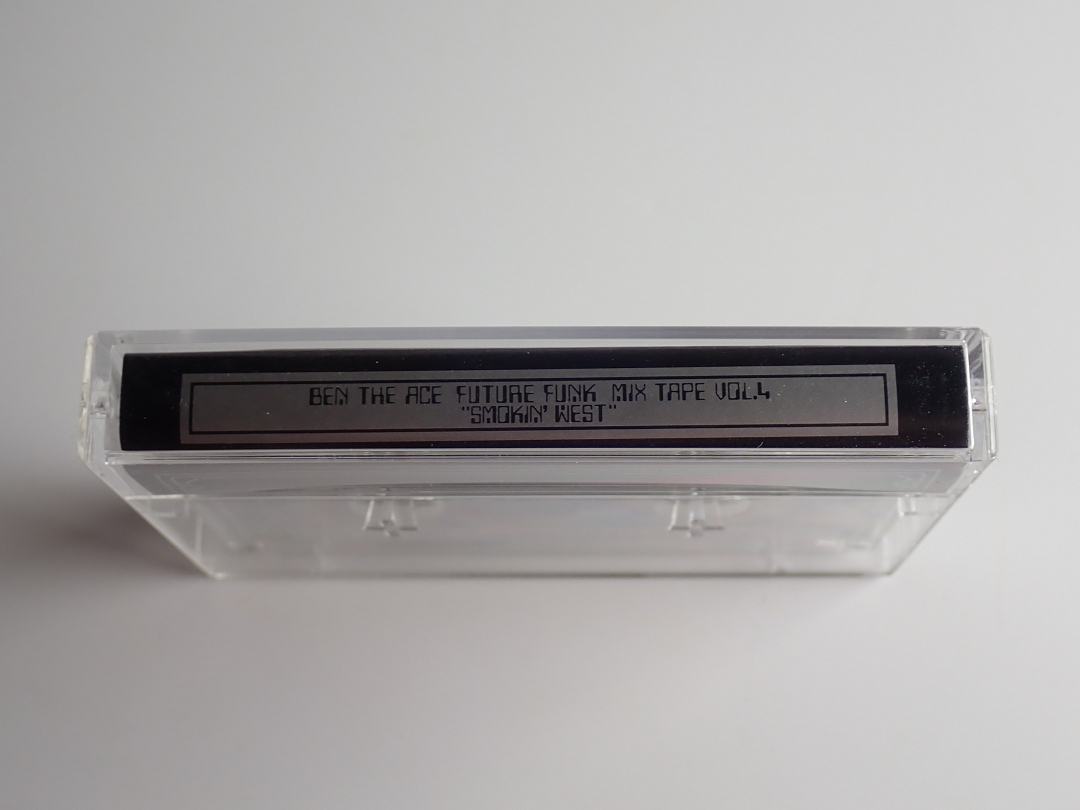 BEN THE ACE FUTURE FUNK MIX TAPE VOL.4
"SMOKIN' WEST"